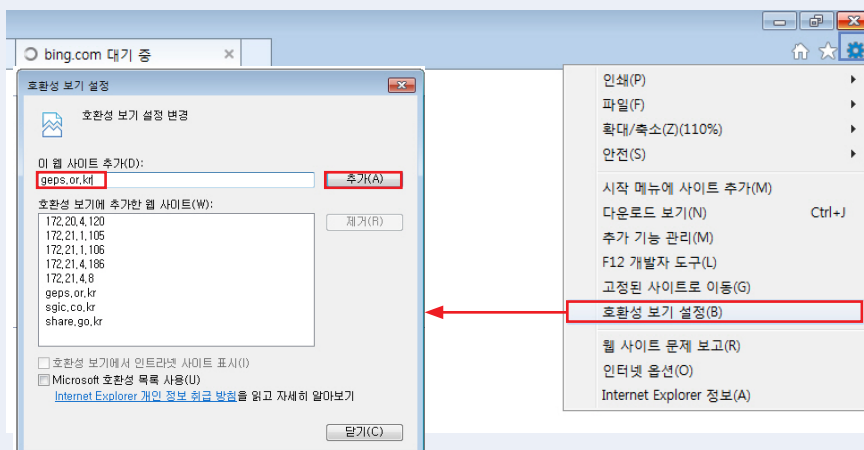 bing.com 대기 중
호환성 보기 설정
호환성 보기 설정 변경
이 웹 사이트 추가(D):
geps.or.kr
추가(A)
호환성 보기에 추가한 웹 사이트(W):
172.20.4.120
제거(R)
172.21.1.105
172.21.1.106
172.21.4.186
172.21.4.8
geps.or.kr
sgic.co.kr
share.go.kr
호환성 보기에서 인트라넷 사이트 표시(I)
Microsoft 호환성 목록 사용(U)
Internet Explorer 개인 정보 취급 방침을 읽고 자세히 알아보기
닫기(C)
인쇄(P)
파일(F)
확대/축소(Z)(110%)
안전(S)
시작 메뉴에 사이트 추가(M)
다운로드 보기(N) Ctrl+J
추가 기능 관리(M)
F12 개발자 도구(L)
고정된 사이트로 이동(G)
호환성 보기 설정(B)
웹 사이트 문제 보고(R)
인터넷 옵션(O)
Internet Explorer 정보(A)